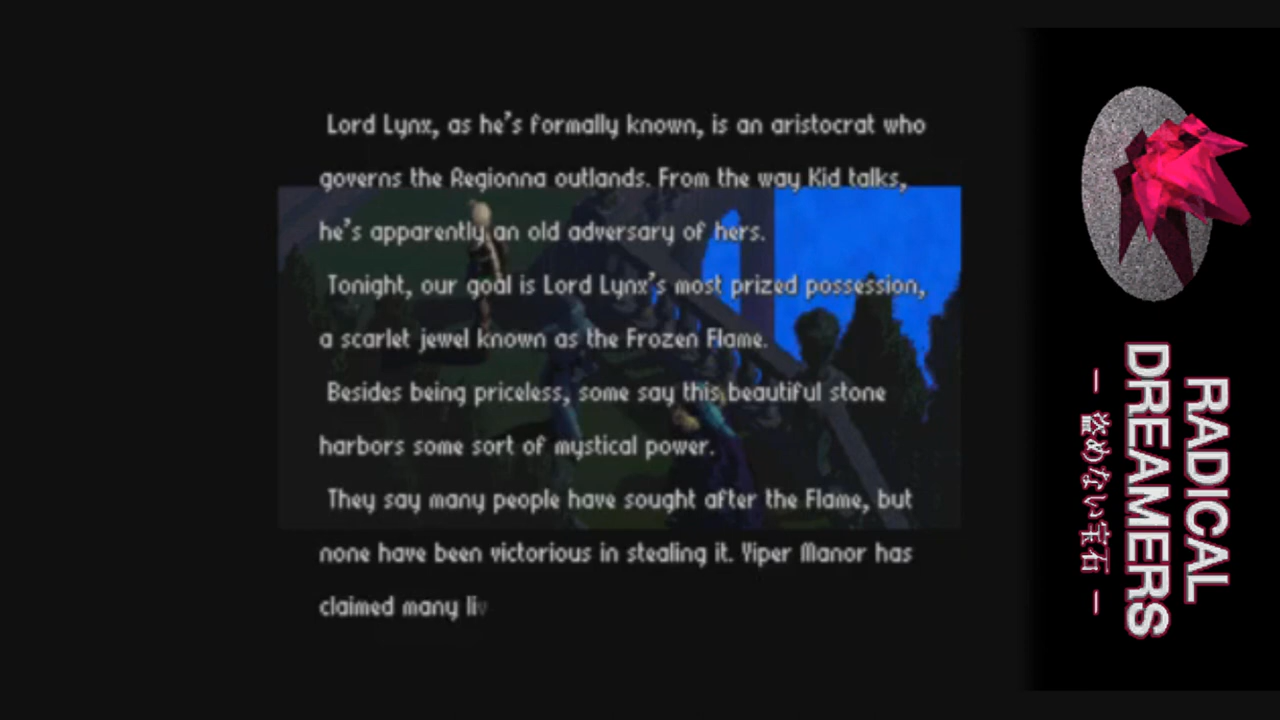 Lord Lynx, as he's formally known, is an aristocrat who
governs the Regionna outlands. From the way Kid talks,
he's apparently an old adversary of hers.
Tonight, our goal is Lord Lynx's most prized possession,
a scarlet jewel known as the Frozen Flame.
Besides being priceless, some say this beautiful stone
harbors some sort of mystical power.
They say many people have sought after the Flame, but
none have been victorious in stealing it. Viper Manor has
claimed many liv
RADICAL
DREAMERS
— 盗めない宝石 —